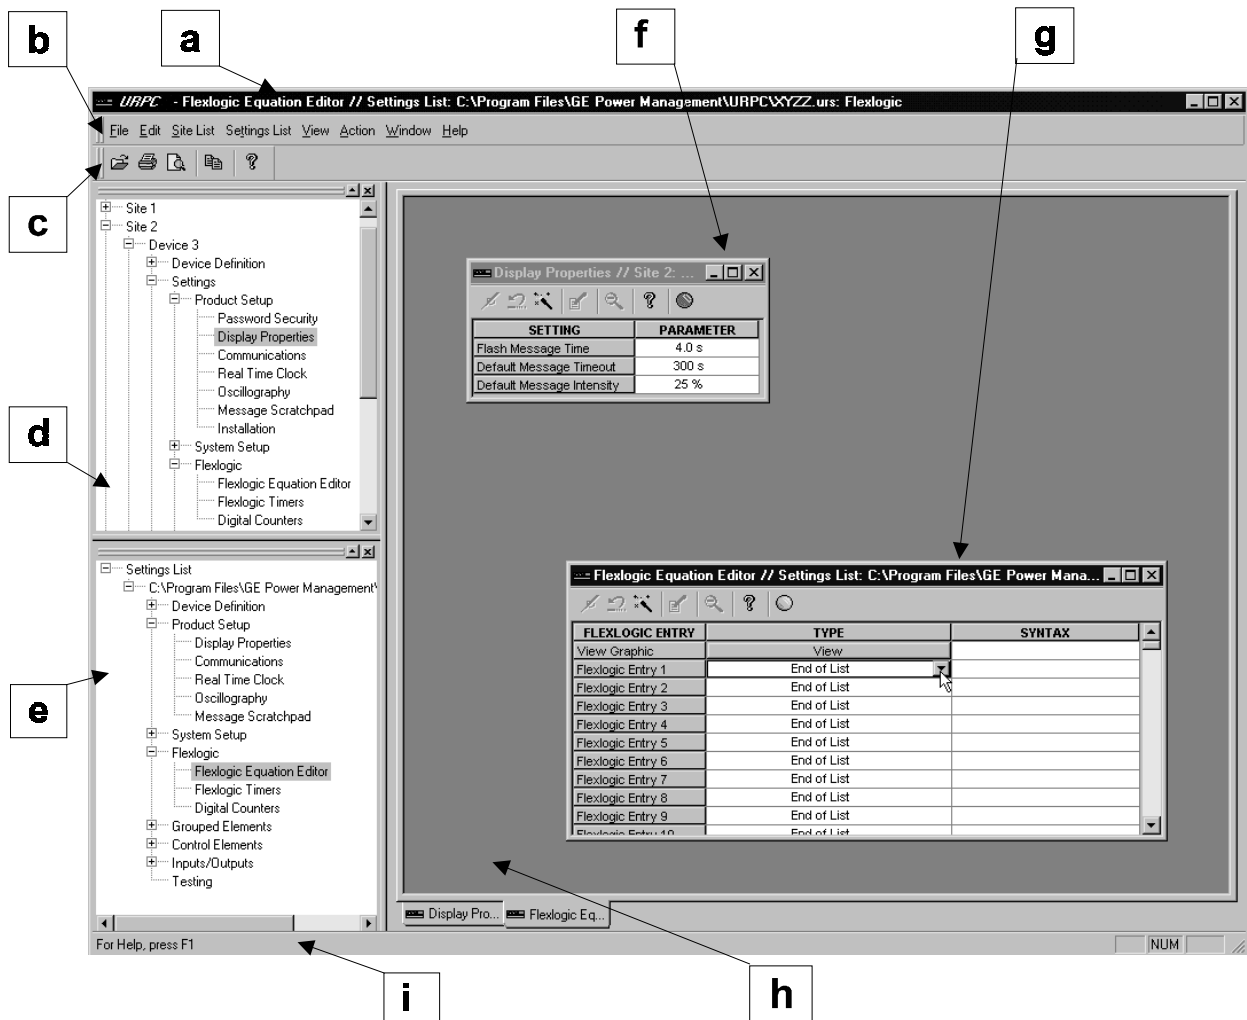 b
a
f
g
URPC - Flexlogic Equation Editor // Settings List: C:\Program Files\GE Power Management\URPC\XYZZ.urs: Flexlogic
File Edit Site List Settings List View Action Window Help
c
Site 1
Site 2
Device 3
Device Definition
Settings
Product Setup
Password Security
Display Properties
Communications
Real Time Clock
Oscillography
Message Scratchpad
Installation
System Setup
Flexlogic
Flexlogic Equation Editor
Flexlogic Timers
Digital Counters
d
Display Properties // Site 2: ...
SETTING PARAMETER
Flash Message Time 4.0 s
Default Message Timeout 300 s
Default Message Intensity 25 %
Settings List
C:\Program Files\GE Power Management\
Device Definition
Product Setup
Display Properties
Communications
Real Time Clock
Oscillography
Message Scratchpad
System Setup
Flexlogic
Flexlogic Equation Editor
Flexlogic Timers
Digital Counters
Grouped Elements
Control Elements
Inputs/Outputs
Testing
e
Flexlogic Equation Editor // Settings List: C:\Program Files\GE Power Mana...
FLEXLOGIC ENTRY TYPE SYNTAX
View Graphic View
Flexlogic Entry 1 End of List
Flexlogic Entry 2 End of List
Flexlogic Entry 3 End of List
Flexlogic Entry 4 End of List
Flexlogic Entry 5 End of List
Flexlogic Entry 6 End of List
Flexlogic Entry 7 End of List
Flexlogic Entry 8 End of List
Flexlogic Entry 9 End of List
Flexlogic Entry 10 End of List
Display Pro... Flexlogic Eq...
For Help, press F1 NUM
i
h